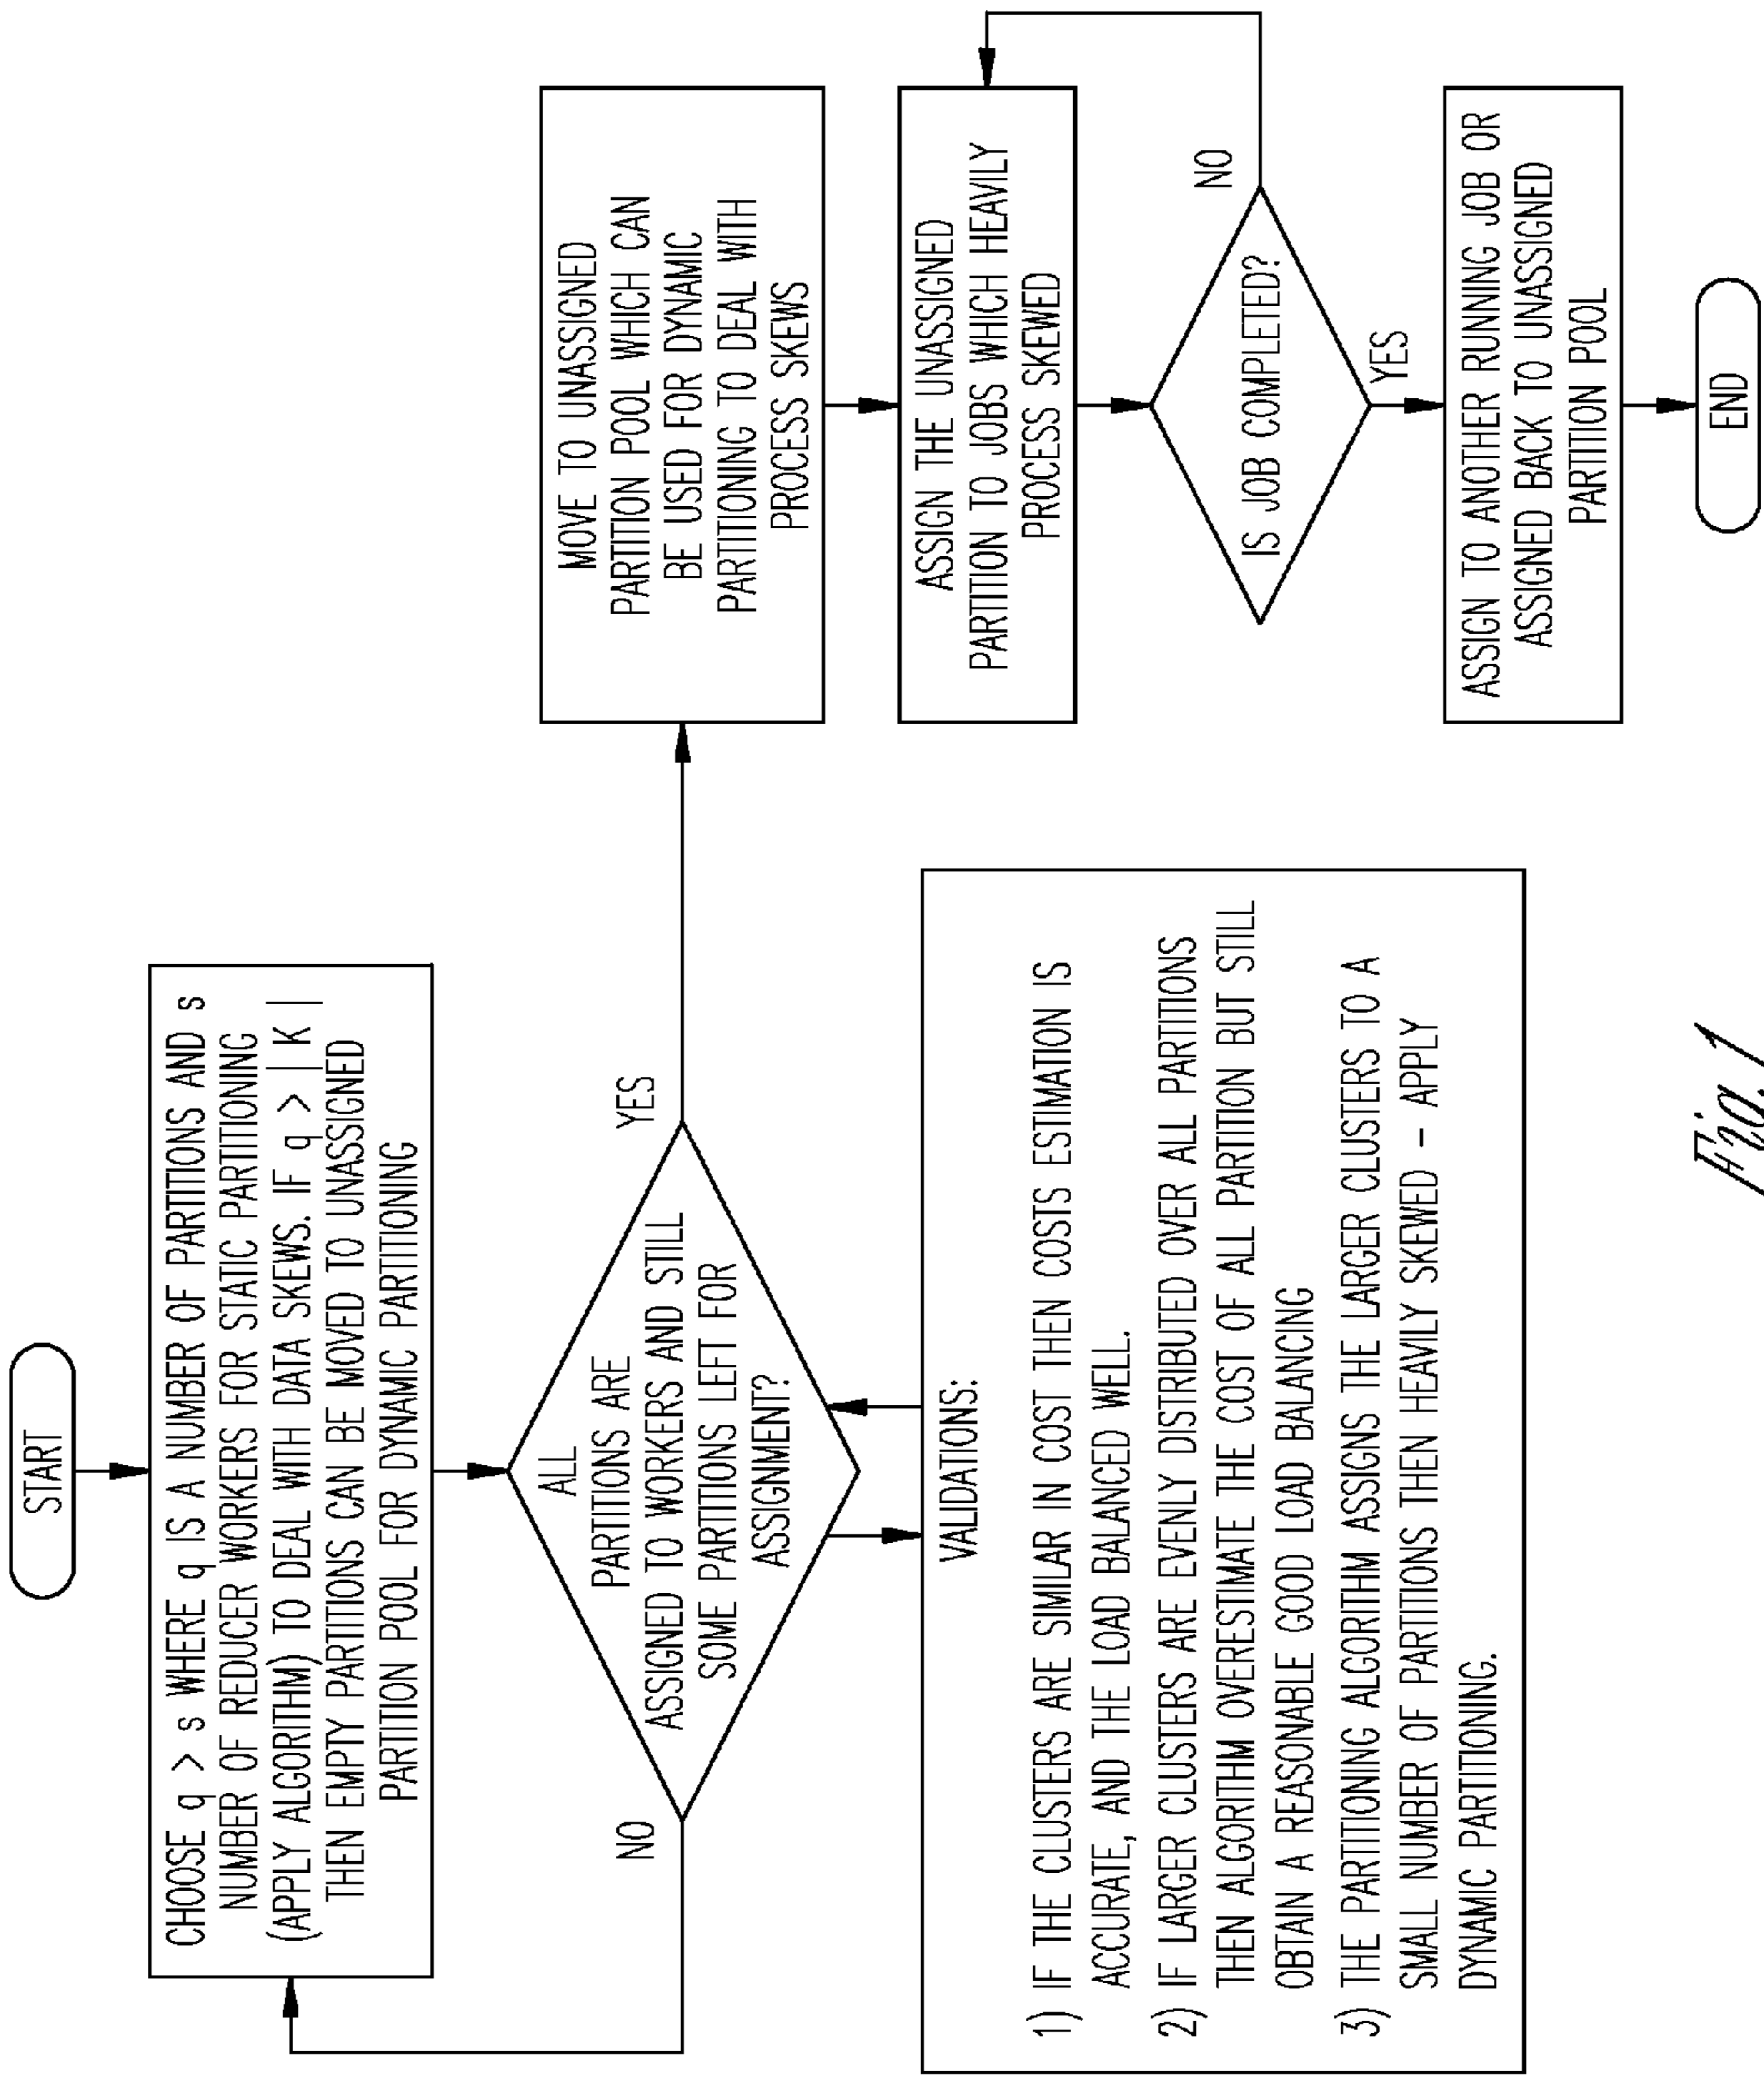 START
CHOOSE q > s WHERE q IS A NUMBER OF PARTITIONS AND s
NUMBER OF REDUCER WORKERS FOR STATIC PARTITIONING
(APPLY ALGORITHM) TO DEAL WITH DATA SKEWS. IF q > | K |
THEN EMPTY PARTITIONS CAN BE MOVED TO UNASSIGNED
PARTITION POOL FOR DYNAMIC PARTITIONING
ALL
PARTITIONS ARE
ASSIGNED TO WORKERS AND STILL
SOME PARTITIONS LEFT FOR
ASSIGNMENT?
NO
YES
VALIDATIONS:
1) IF THE CLUSTERS ARE SIMILAR IN COST THEN COSTS ESTIMATION IS
ACCURATE, AND THE LOAD BALANCED WELL.
2) IF LARGER CLUSTERS ARE EVENLY DISTRIBUTED OVER ALL PARTITIONS
THEN ALGORITHM OVERESTIMATE THE COST OF ALL PARTITION BUT STILL
OBTAIN A REASONABLE GOOD LOAD BALANCING
3) THE PARTITIONING ALGORITHM ASSIGNS THE LARGER CLUSTERS TO A
SMALL NUMBER OF PARTITIONS THEN HEAVILY SKEWED - APPLY
DYNAMIC PARTITIONING.
MOVE TO UNASSIGNED
PARTITION POOL WHICH CAN
BE USED FOR DYNAMIC
PARTITIONING TO DEAL WITH
PROCESS SKEWS
ASSIGN THE UNASSIGNED
PARTITION TO JOBS WHICH HEAVILY
PROCESS SKEWED
IS JOB COMPLETED?
NO
YES
ASSIGN TO ANOTHER RUNNING JOB OR
ASSIGNED BACK TO UNASSIGNED
PARTITION POOL
END
Fig.1